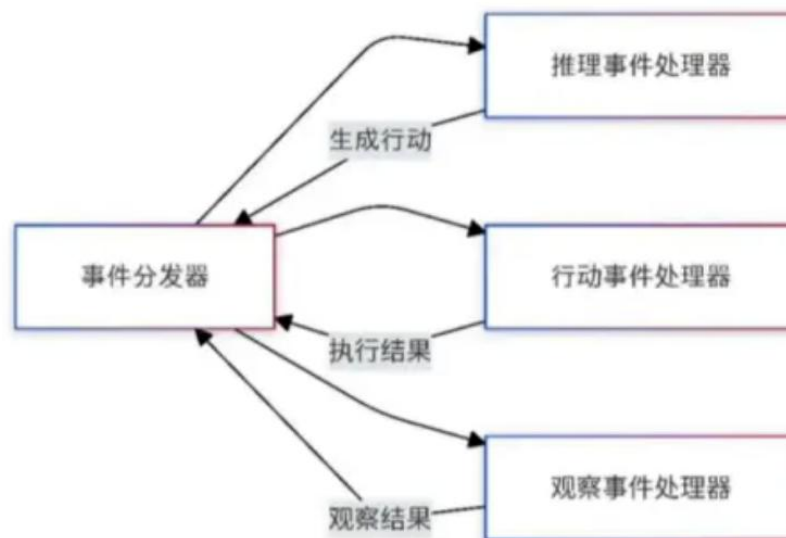 推理事件处理器
生成行动
事件分发器
行动事件处理器
执行结果
观察事件处理器
观察结果